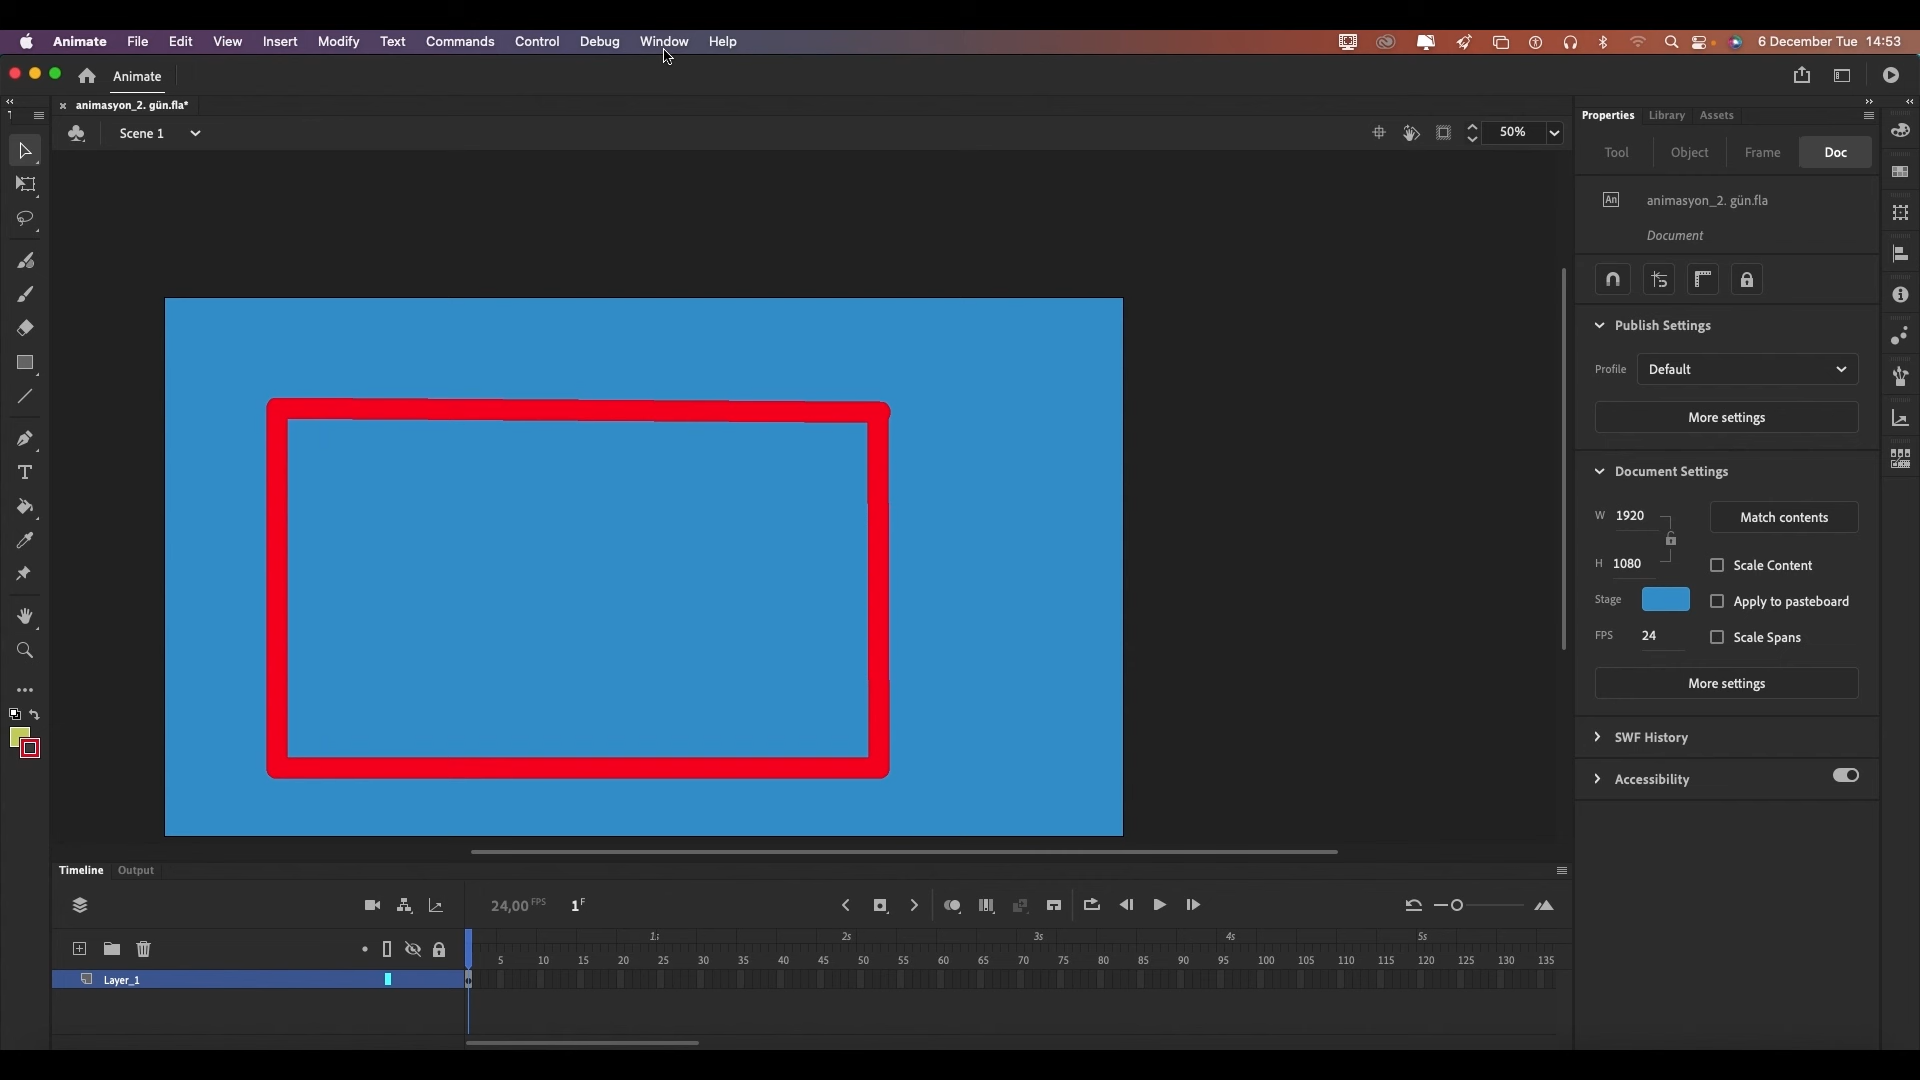 Animate File Edit View Insert Modify Text Commands Control Debug Window Help 6 December Tue 14:53
Animate
animasyon_2. gün.fla*
Scene 1 50%
Properties Library Assets
Tool Object Frame Doc
An animasyon_2. gün.fla
Document
Publish Settings
Profile Default
More settings
Document Settings
W 1920 Match contents
H 1080 Scale Content
Stage Apply to pasteboard
FPS 24 Scale Spans
More settings
SWF History
Accessibility
Timeline Output
24,00 FPS 1 F
2s 3s 4s 5s
5 10 15 20 25 30 35 40 45 50 55 60 65 70 75 80 85 90 95 100 105 110 115 120 125 130 135
Layer_1